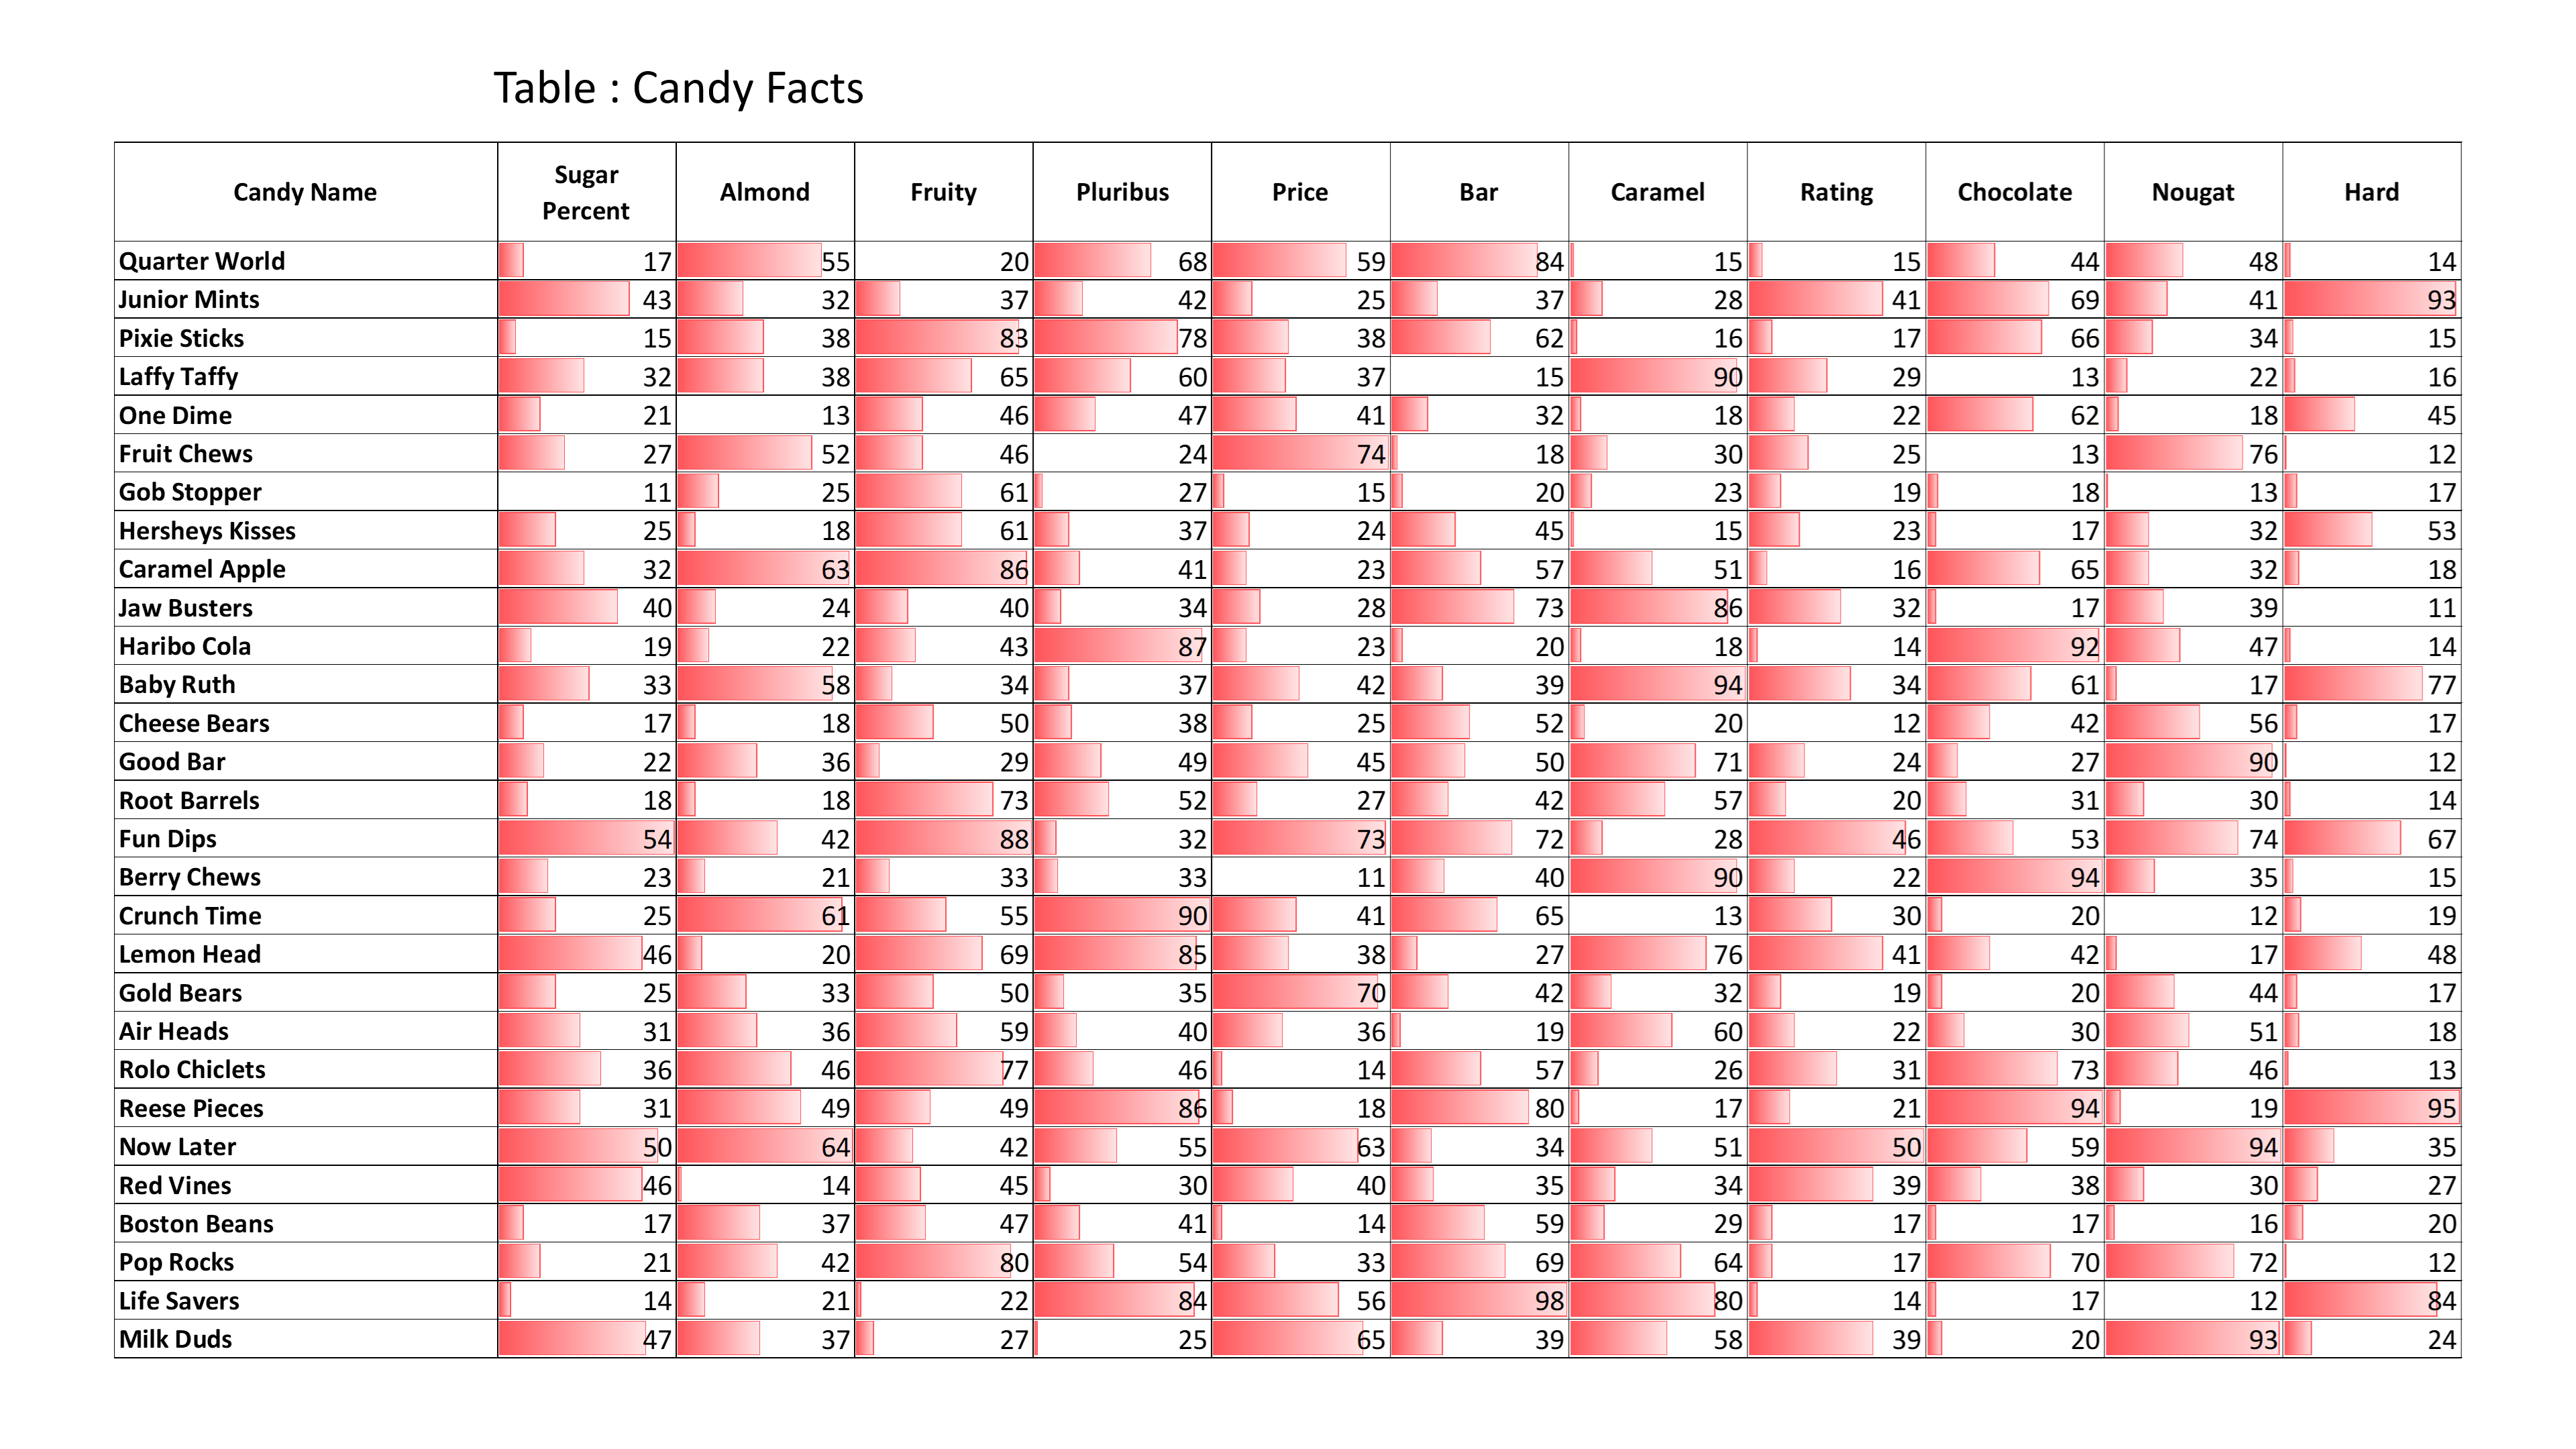 Table : Candy Facts
Candy Name Sugar Percent Almond Fruity Pluribus Price Bar Caramel Rating Chocolate Nougat Hard
Quarter World 17 55 20 68 59 84 15 15 44 48 14
Junior Mints 43 32 37 42 25 37 28 41 69 41 93
Pixie Sticks 15 38 83 78 38 62 16 17 66 34 15
Laffy Taffy 32 38 65 60 37 15 90 29 13 22 16
One Dime 21 13 46 47 41 32 18 22 62 18 45
Fruit Chews 27 52 46 24 74 18 30 25 13 76 12
Gob Stopper 11 25 61 27 15 20 23 19 18 13 17
Hersheys Kisses 25 18 61 37 24 45 15 23 17 32 53
Caramel Apple 32 63 86 41 23 57 51 16 65 32 18
Jaw Busters 40 24 40 34 28 73 86 32 17 39 11
Haribo Cola 19 22 43 87 23 20 18 14 92 47 14
Baby Ruth 33 58 34 37 42 39 94 34 61 17 77
Cheese Bears 17 18 50 38 25 52 20 12 42 56 17
Good Bar 22 36 29 49 45 50 71 24 27 90 12
Root Barrels 18 18 73 52 27 42 57 20 31 30 14
Fun Dips 54 42 88 32 73 72 28 46 53 74 67
Berry Chews 23 21 33 33 11 40 90 22 94 35 15
Crunch Time 25 61 55 90 41 65 13 30 20 12 19
Lemon Head 46 20 69 85 38 27 76 41 42 17 48
Gold Bears 25 33 50 35 70 42 32 19 20 44 17
Air Heads 31 36 59 40 36 19 60 22 30 51 18
Rolo Chiclets 36 46 77 46 14 57 26 31 73 46 13
Reese Pieces 31 49 49 86 18 80 17 21 94 19 95
Now Later 50 64 42 55 63 34 51 50 59 94 35
Red Vines 46 14 45 30 40 35 34 39 38 30 27
Boston Beans 17 37 47 41 14 59 29 17 17 16 20
Pop Rocks 21 42 80 54 33 69 64 17 70 72 12
Life Savers 14 21 22 84 56 98 80 14 17 12 84
Milk Duds 47 37 27 25 65 39 58 39 20 93 24